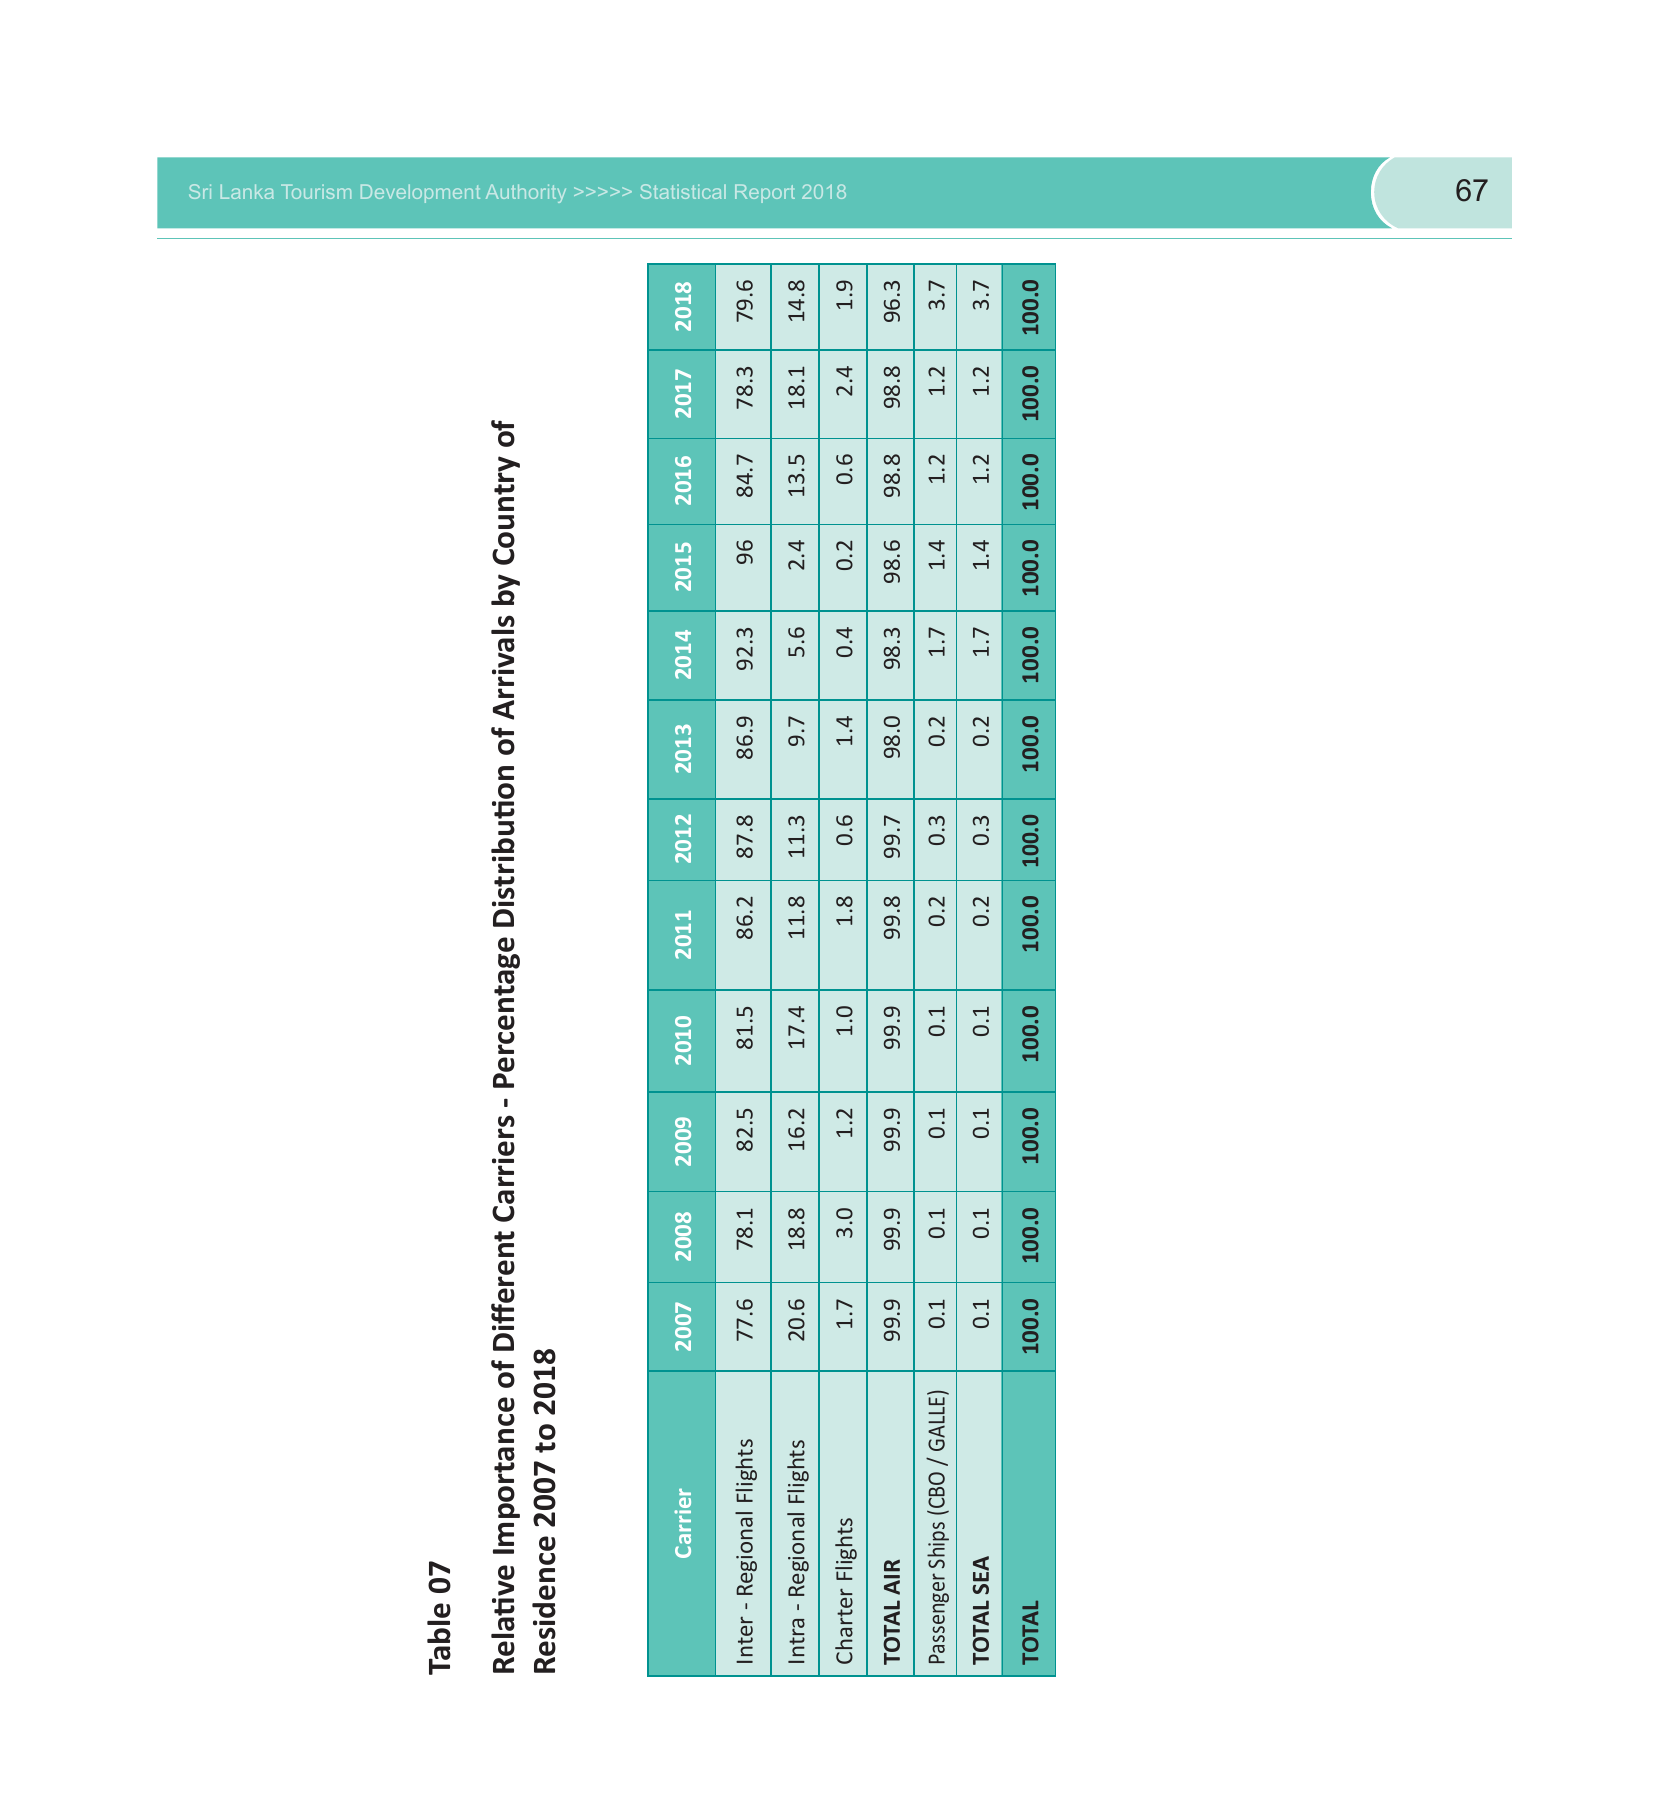 Sri Lanka Tourism Development Authority >>>>> Statistical Report 2018
67
Table 07
Relative Importance of Different Carriers - Percentage Distribution of Arrivals by Country of
Residence 2007 to 2018
Carrier 2007 2008 2009 2010 2011 2012 2013 2014 2015 2016 2017 2018
Inter - Regional Flights 77.6 78.1 82.5 81.5 86.2 87.8 86.9 92.3 96 84.7 78.3 79.6
Intra - Regional Flights 20.6 18.8 16.2 17.4 11.8 11.3 9.7 5.6 2.4 13.5 18.1 14.8
Charter Flights 1.7 3.0 1.2 1.0 1.8 0.6 1.4 0.4 0.2 0.6 2.4 1.9
TOTAL AIR 99.9 99.9 99.9 99.9 99.8 99.7 98.0 98.3 98.6 98.8 98.8 96.3
Passenger Ships (CBO / GALLE) 0.1 0.1 0.1 0.1 0.2 0.3 0.2 1.7 1.4 1.2 1.2 3.7
TOTAL SEA 0.1 0.1 0.1 0.1 0.2 0.3 0.2 1.7 1.4 1.2 1.2 3.7
TOTAL 100.0 100.0 100.0 100.0 100.0 100.0 100.0 100.0 100.0 100.0 100.0 100.0